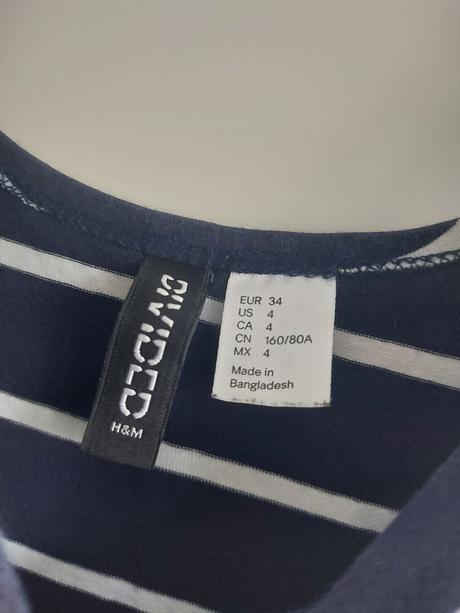 DIVIDED
H&M
EUR 34
US 4
CA 4
CN 160/80A
MX 4
Made in
Bangladesh